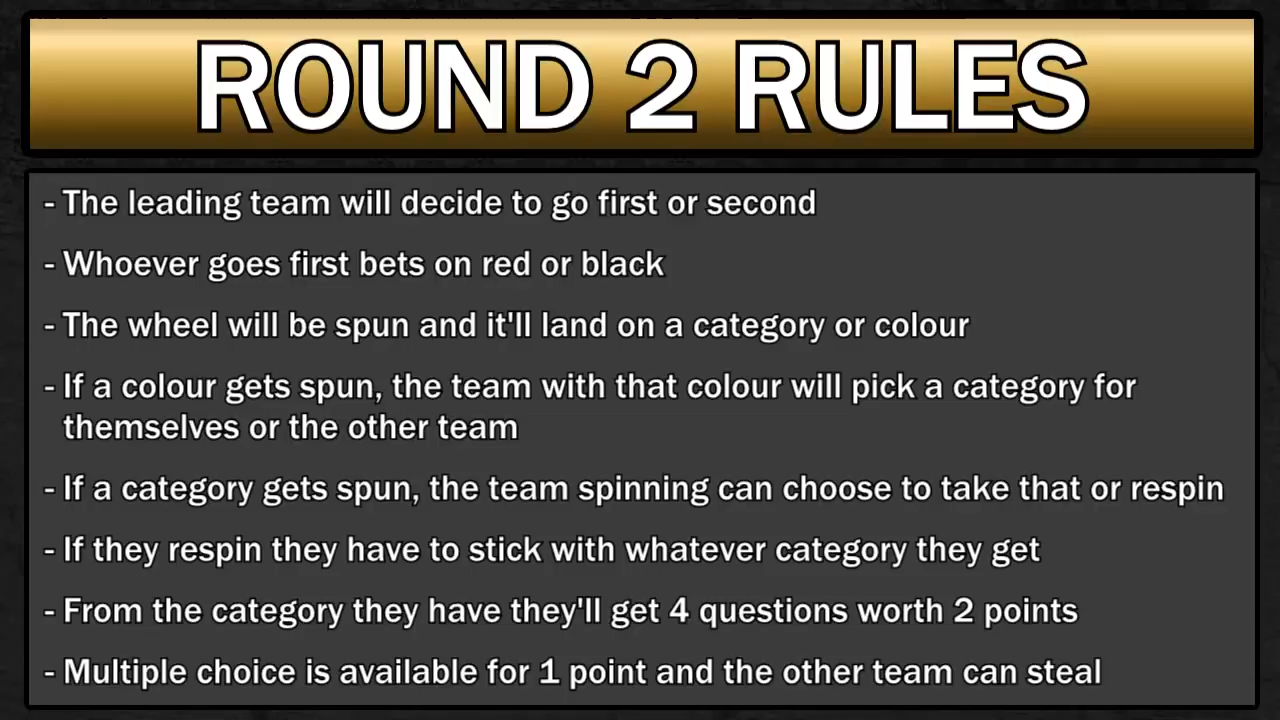 ROUND 2 RULES
- The leading team will decide to go first or second
- Whoever goes first bets on red or black
- The wheel will be spun and it'll land on a category or colour
- If a colour gets spun, the team with that colour will pick a category for
themselves or the other team
- If a category gets spun, the team spinning can choose to take that or respin
- If they respin they have to stick with whatever category they get
- From the category they have they'll get 4 questions worth 2 points
- Multiple choice is available for 1 point and the other team can steal